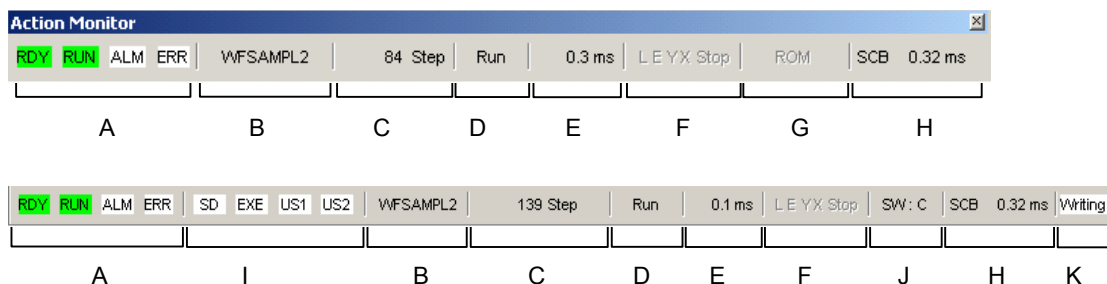 Action Monitor
RDY RUN ALM ERR WFSAMPL2 84 Step Run 0.3 ms L E Y X Stop ROM SCB 0.32 ms
A B C D E F G H
RDY RUN ALM ERR SD EXE US1 US2 WFSAMPL2 139 Step Run 0.1 ms L E Y X Stop SW : C SCB 0.32 ms Writing
A I B C D E F J H K